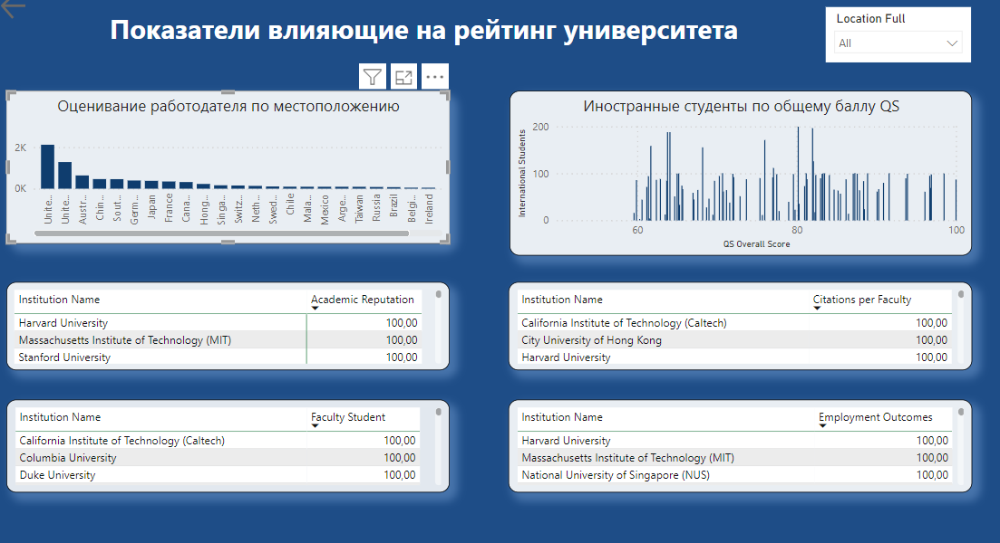 Показатели влияющие на рейтинг университета
Location Full
All
Оценивание работодателя по местоположению
2K
0K
Unite...
Unite...
Austr...
Chin...
Sout...
Germ...
Japan
France
Cana...
Hong...
Singa...
Switz...
Neth...
Swed...
Chile
Mala...
Mexico
Arge...
Taiwan
Russia
Brazil
Belgi...
Ireland
Иностранные студенты по общему баллу QS
International Students
200
100
0
60
80
100
QS Overall Score
Institution Name Academic Reputation
Harvard University 100,00
Massachusetts Institute of Technology (MIT) 100,00
Stanford University 100,00
Institution Name Citations per Faculty
California Institute of Technology (Caltech) 100,00
City University of Hong Kong 100,00
Harvard University 100,00
Institution Name Faculty Student
California Institute of Technology (Caltech) 100,00
Columbia University 100,00
Duke University 100,00
Institution Name Employment Outcomes
Harvard University 100,00
Massachusetts Institute of Technology (MIT) 100,00
National University of Singapore (NUS) 100,00